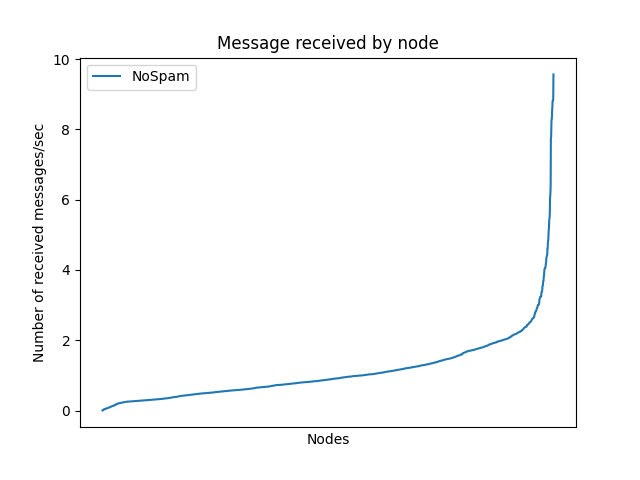 Message received by node
NoSpam
Number of received messages/sec
10
8
6
4
2
0
Nodes